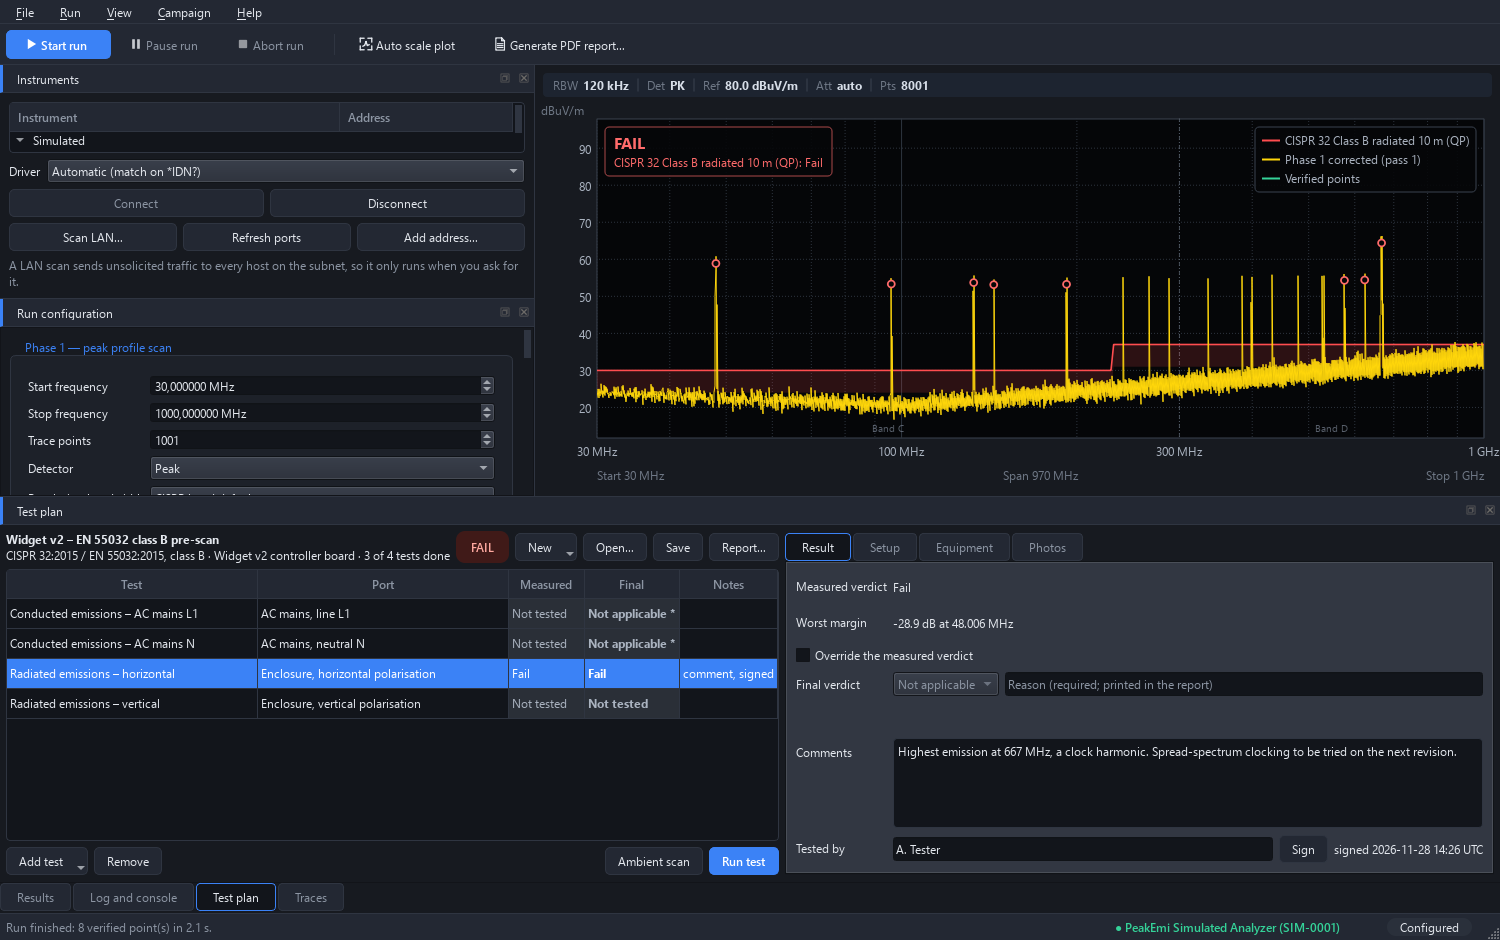 File Run View Campaign Help
Start run Pause run Abort run Auto scale plot Generate PDF report...
Instruments
Instrument Address
Simulated
Driver Automatic (match on *IDN?)
Connect Disconnect
Scan LAN... Refresh ports Add address...
A LAN scan sends unsolicited traffic to every host on the subnet, so it only runs when you ask for
it.
Run configuration
Phase 1 — peak profile scan
Start frequency 30,000000 MHz
Stop frequency 1000,000000 MHz
Trace points 1001
Detector Peak
RBW 120 kHz Det PK Ref 80.0 dBuV/m Att auto Pts 8001
dBuV/m
FAIL
CISPR 32 Class B radiated 10 m (QP): Fail
CISPR 32 Class B radiated 10 m (QP)
Phase 1 corrected (pass 1)
Verified points
90
80
70
60
50
40
30
20
Band C Band D
30 MHz 100 MHz 300 MHz 1 GHz
Start 30 MHz Span 970 MHz Stop 1 GHz
Test plan
Widget v2 – EN 55032 class B pre-scan
CISPR 32:2015 / EN 55032:2015, class B · Widget v2 controller board · 3 of 4 tests done
FAIL New Open... Save Report...
Test Port Measured Final Notes
Conducted emissions – AC mains L1 AC mains, line L1 Not tested Not applicable *
Conducted emissions – AC mains N AC mains, neutral N Not tested Not applicable *
Radiated emissions – horizontal Enclosure, horizontal polarisation Fail Fail comment, signed
Radiated emissions – vertical Enclosure, vertical polarisation Not tested Not tested
Add test Remove Ambient scan Run test
Result Setup Equipment Photos
Measured verdict Fail
Worst margin -28.9 dB at 48.006 MHz
Override the measured verdict
Final verdict Not applicable Reason (required; printed in the report)
Comments Highest emission at 667 MHz, a clock harmonic. Spread-spectrum clocking to be tried on the next revision.
Tested by A. Tester Sign signed 2026-11-28 14:26 UTC
Results Log and console Test plan Traces
Run finished: 8 verified point(s) in 2.1 s. PeakEmi Simulated Analyzer (SIM-0001) Configured